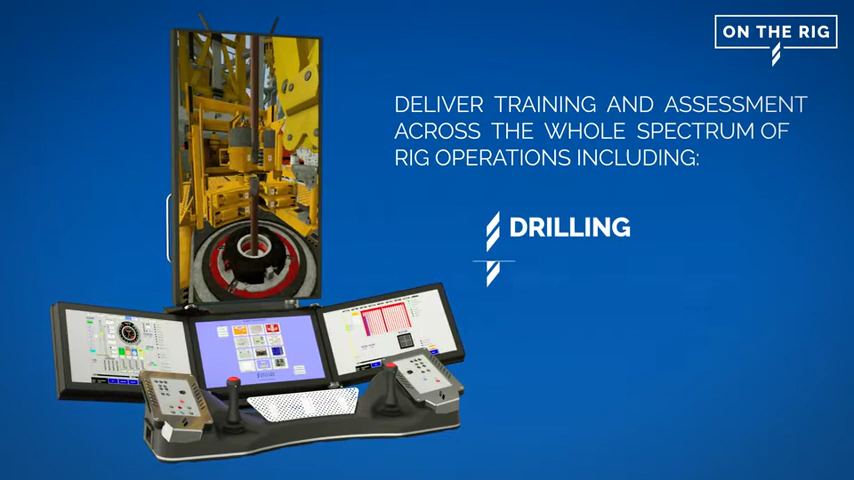 ON THE RIG
DELIVER TRAINING AND ASSESSMENT
ACROSS THE WHOLE SPECTRUM OF
RIG OPERATIONS INCLUDING:
DRILLING